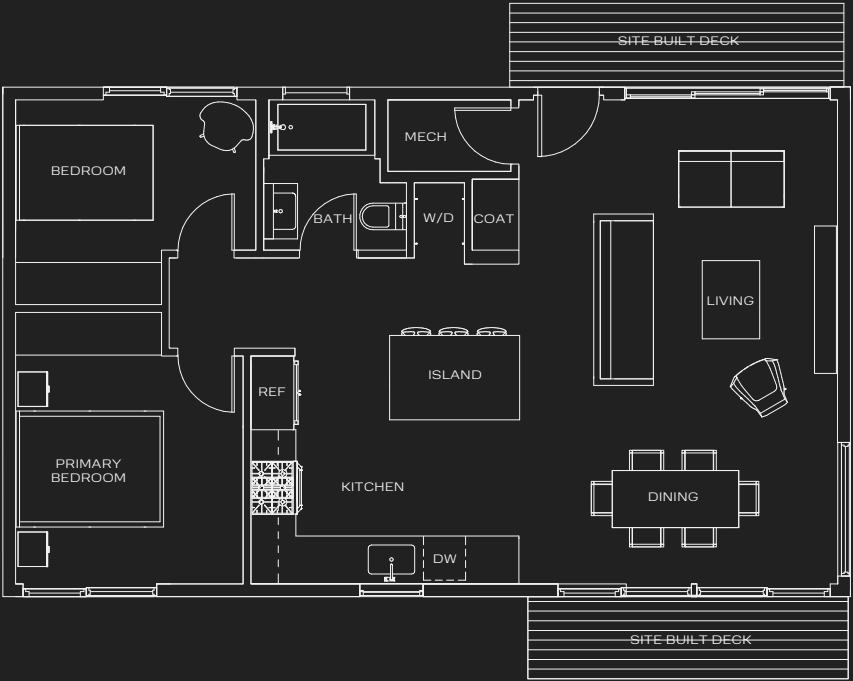 SITE BUILT DECK
MECH
BEDROOM
BATH
W/D
COAT
LIVING
ISLAND
REF
PRIMARY
BEDROOM
KITCHEN
DINING
DW
SITE BUILT DECK